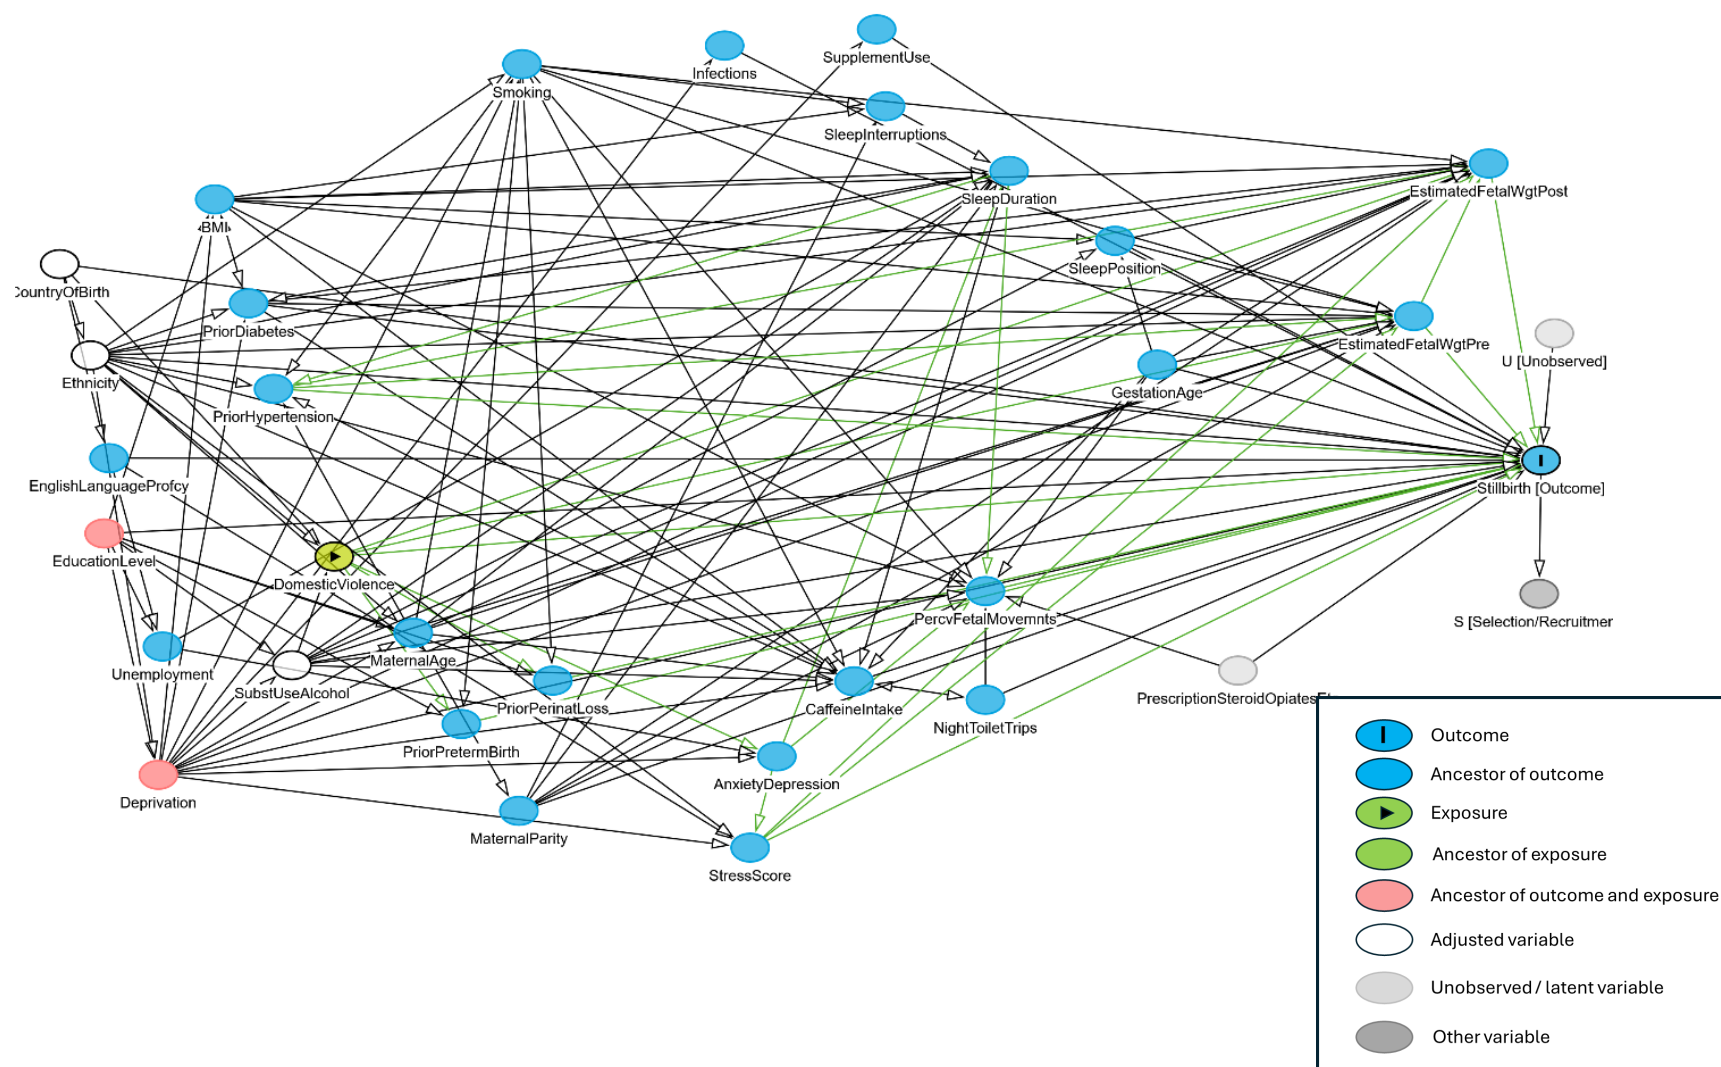 SupplementUse
Infections
Smoking
SleepInterruptions
EstimatedFetalWgtPost
SleepDuration
BMI
SleepPosition
CountryOfBirth
PriorDiabetes
EstimatedFetalWgtPre
U [Unobserved]
Ethnicity
GestationAge
PriorHypertension
EnglishLanguageProfcy
Stillbirth [Outcome]
EducationLevel
DomesticViolence
PercvFetalMovemnts
S [Selection/Recruitmer
MaternalAge
Unemployment
SubstUseAlcohol
PrescriptionSteroidOpiatesEt
PriorPerinatLoss
CaffeineIntake
NightToiletTrips
PriorPretermBirth
AnxietyDepression
Deprivation
MaternalParity
StressScore
Outcome
Ancestor of outcome
Exposure
Ancestor of exposure
Ancestor of outcome and exposure
Adjusted variable
Unobserved / latent variable
Other variable